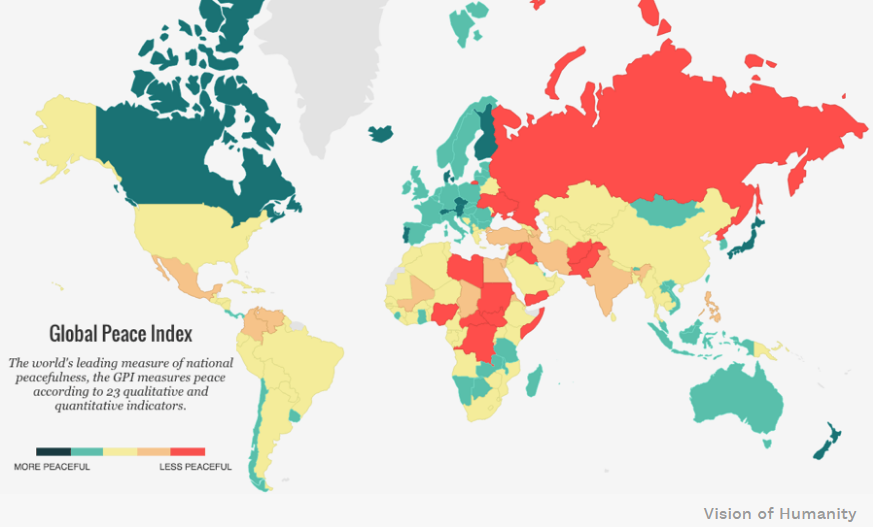 Global Peace Index
The world's leading measure of national
peacefulness, the GPI measures peace
according to 23 qualitative and
quantitative indicators.
MORE PEACEFUL LESS PEACEFUL
Vision of Humanity